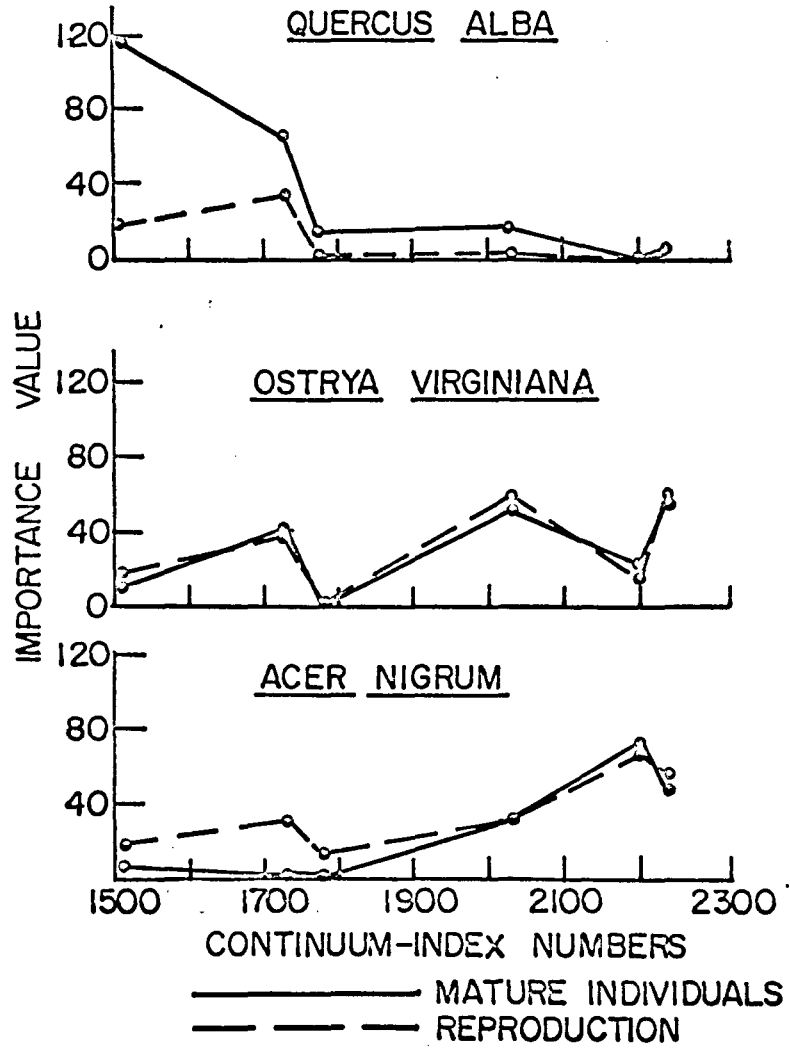 QUERCUS ALBA
120
80
40
0
OSTRYA VIRGINIANA
120
80
40
0
IMPORTANCE VALUE
ACER NIGRUM
120
80
40
1500 1700 1900 2100 2300
CONTINUUM-INDEX NUMBERS
MATURE INDIVIDUALS
REPRODUCTION